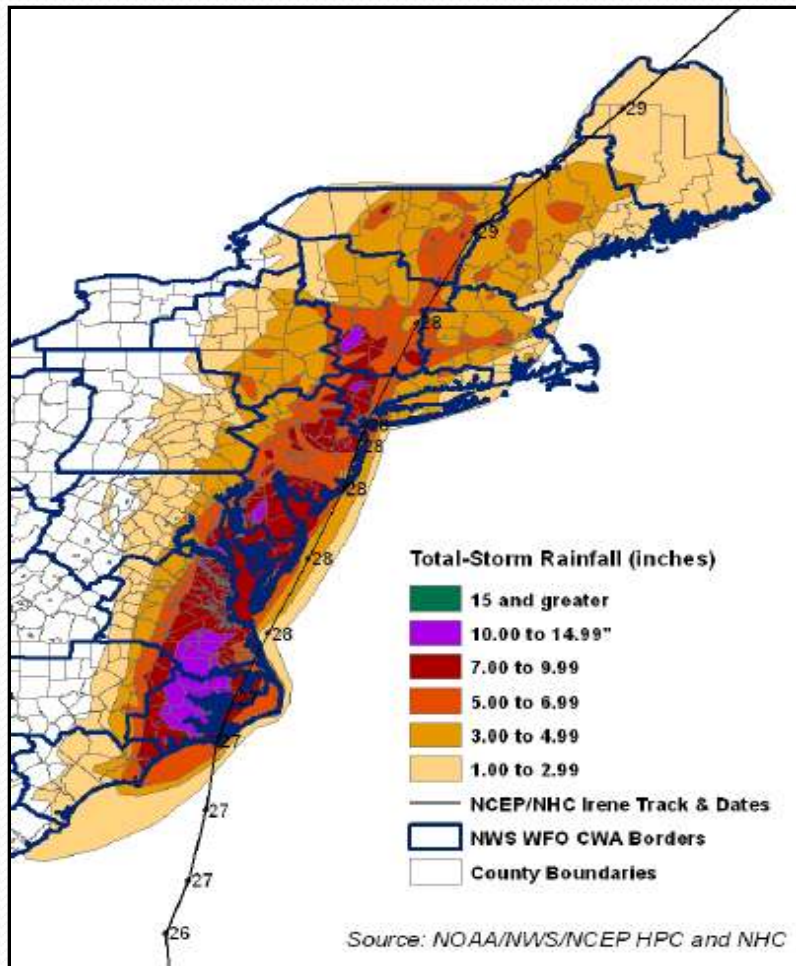 29
29
28
28
28
28
28
27
27
27
26
Total-Storm Rainfall (inches)
15 and greater
10.00 to 14.99"
7.00 to 9.99
5.00 to 6.99
3.00 to 4.99
1.00 to 2.99
NCEP/NHC Irene Track & Dates
NWS WFO CWA Borders
County Boundaries
Source: NOAA/NWS/NCEP HPC and NHC